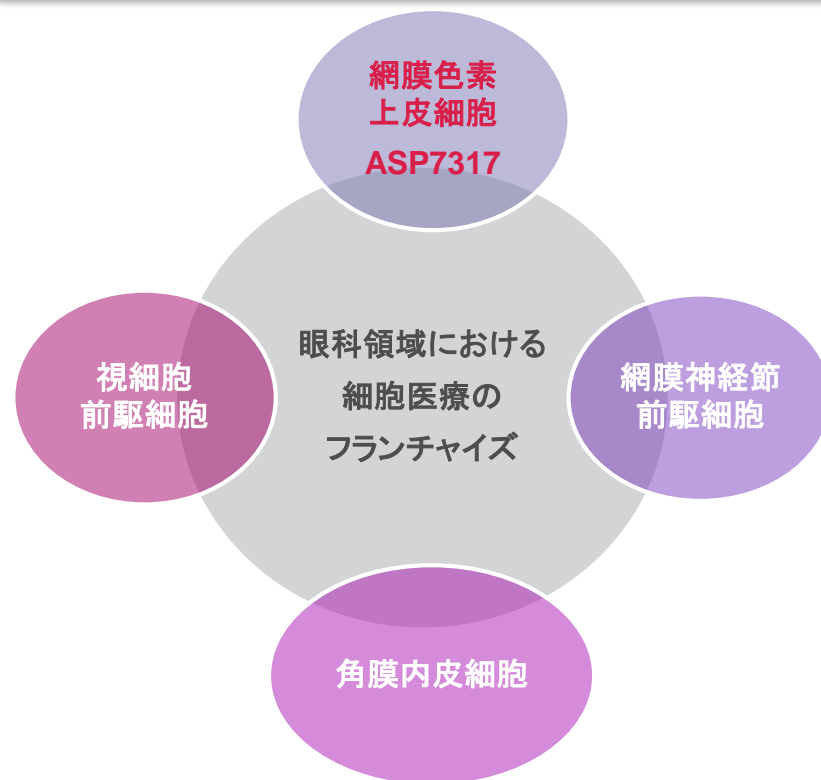 網膜色素
上皮細胞
ASP7317
眼科領域における
細胞医療の
フランチャイズ
視細胞
前駆細胞
網膜神経節
前駆細胞
角膜内皮細胞